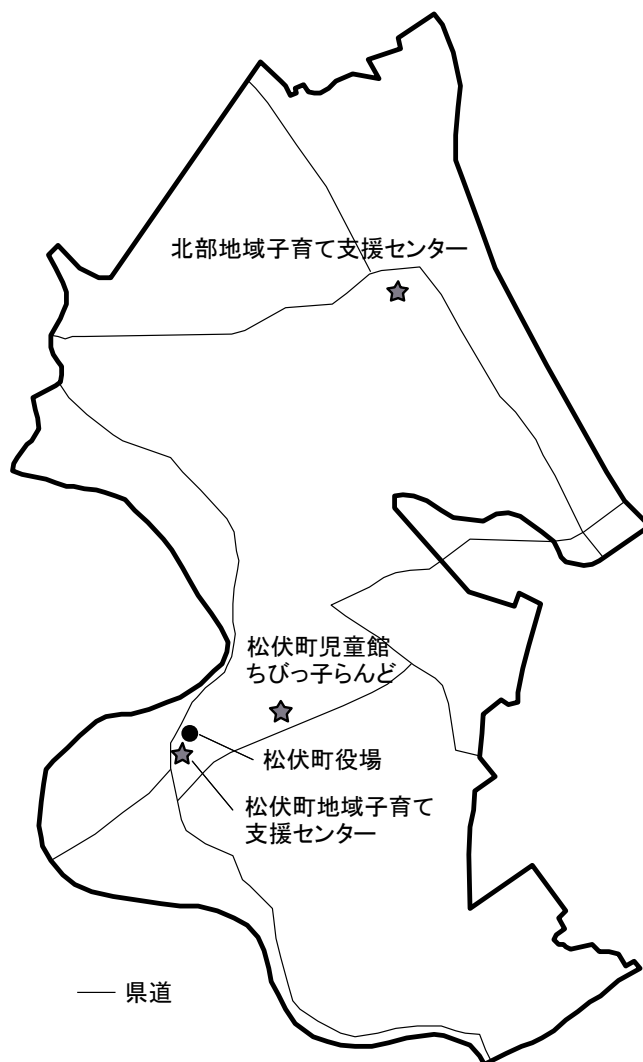 北部地域子育て支援センター
松伏町児童館
ちびっ子らんど
松伏町役場
松伏町地域子育て
支援センター
県道